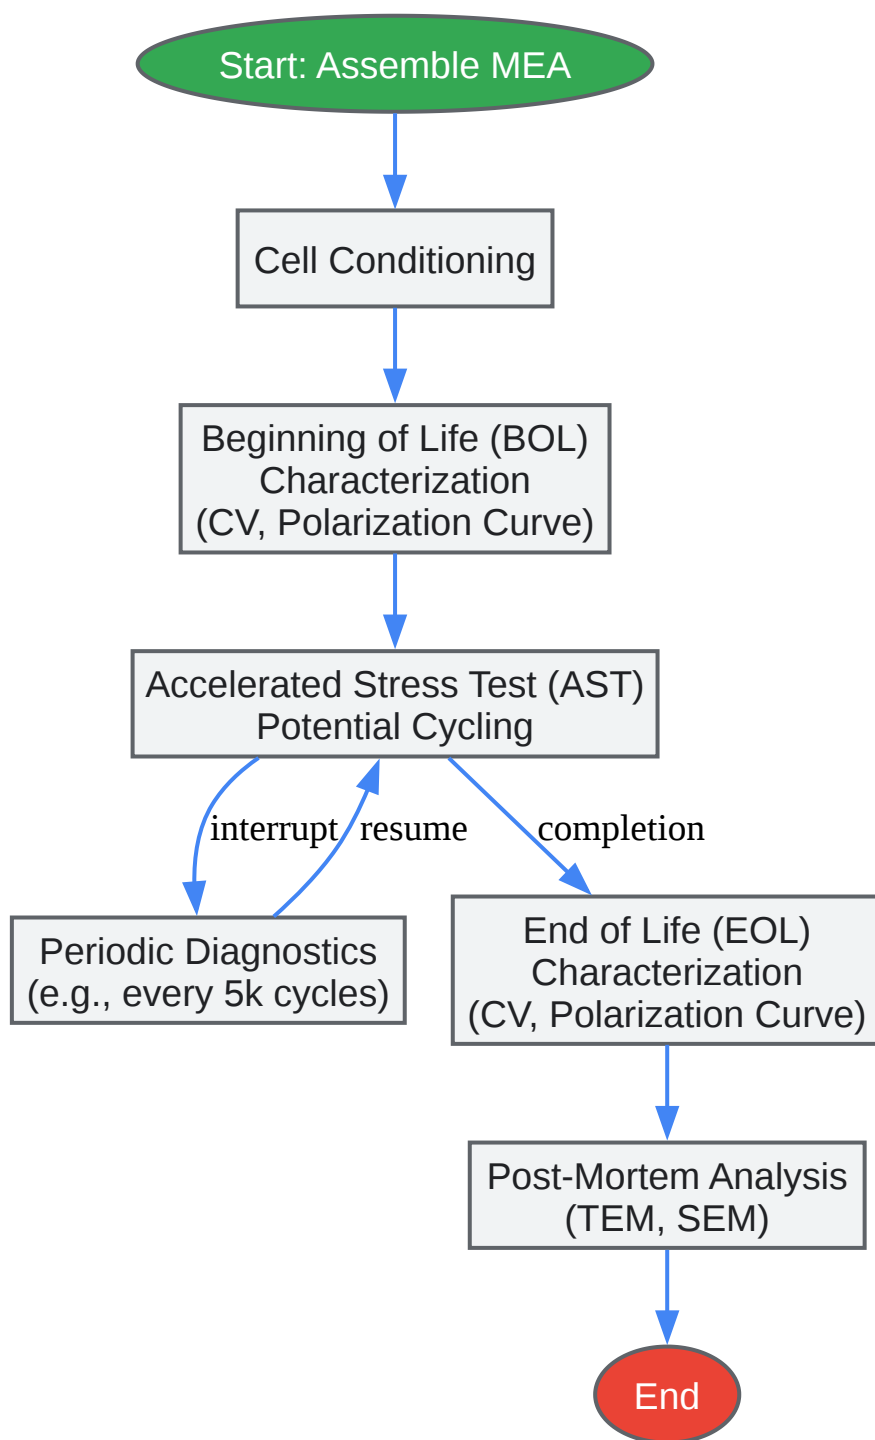 Start: Assemble MEA
Cell Conditioning
Beginning of Life (BOL)
Characterization
(CV, Polarization Curve)
Accelerated Stress Test (AST)
Potential Cycling
interrupt
resume
completion
Periodic Diagnostics
(e.g., every 5k cycles)
End of Life (EOL)
Characterization
(CV, Polarization Curve)
Post-Mortem Analysis
(TEM, SEM)
End